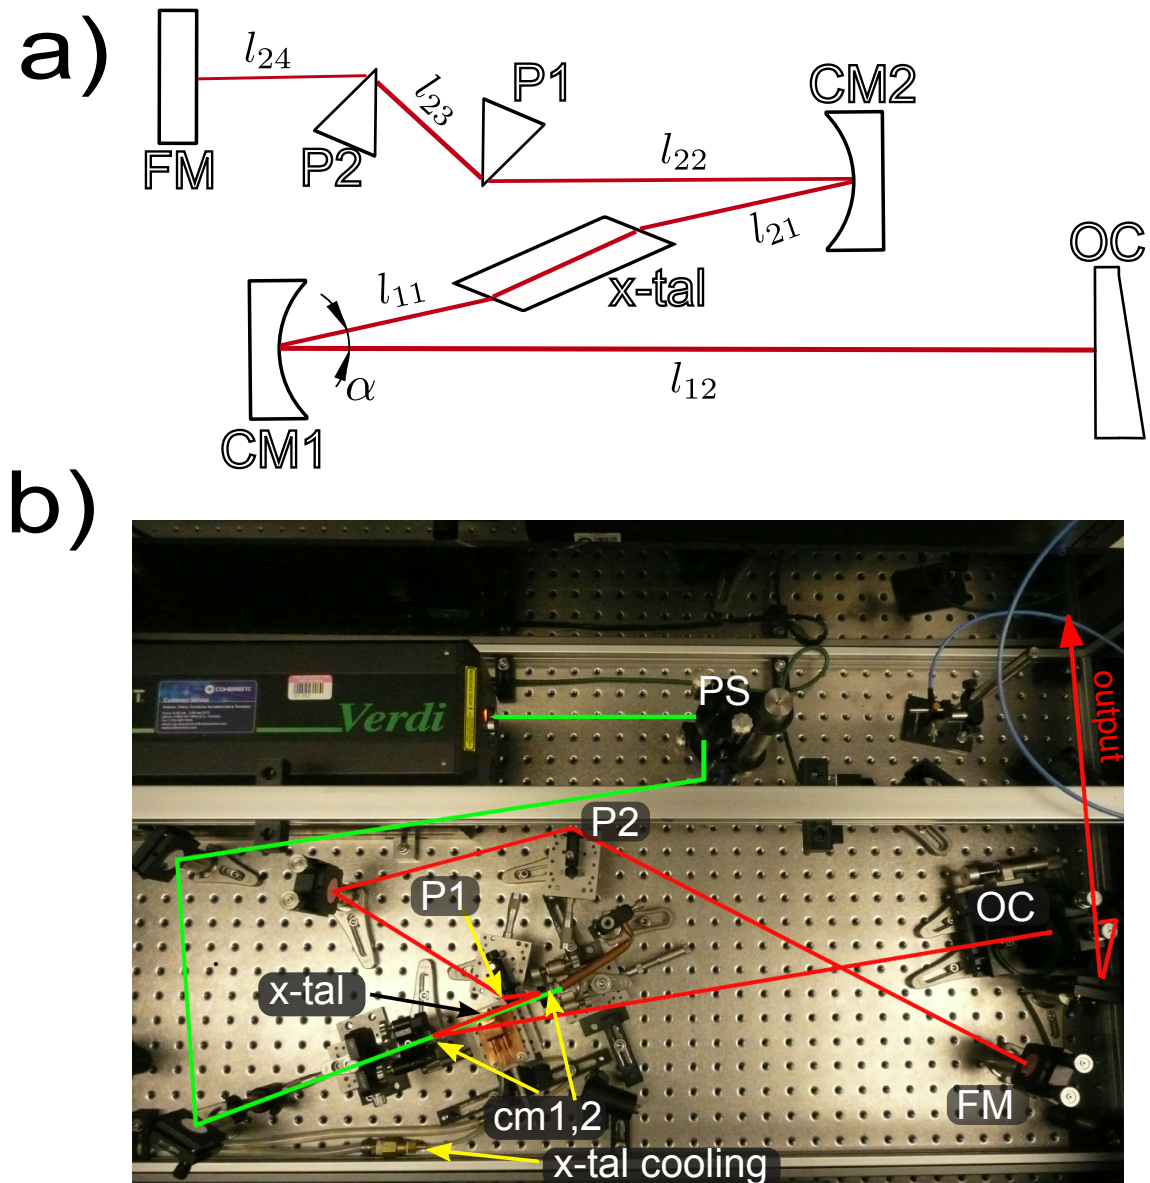 a)
l24
l23
P1
CM2
FM
P2
l22
l21
OC
x-tal
l11
α
l12
CM1
b)
COHERENT
Verdi
PS
output
P2
P1
OC
x-tal
FM
cm1,2
x-tal cooling